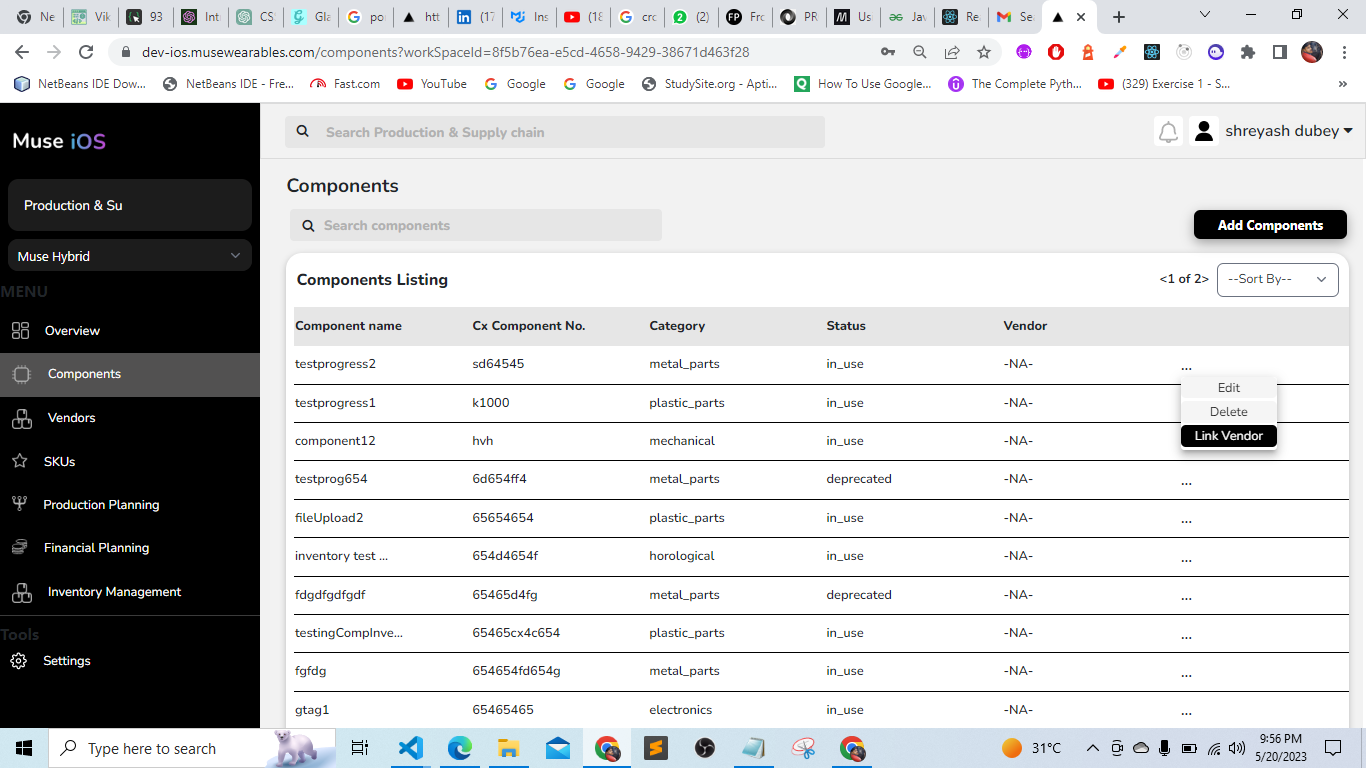 Ne
Vik
93
Int
CS
Gla
po
htt
(17
Ins
(18
crc
(2)
Fro
PR
Us
Jav
Re
Se
dev-ios.musewearables.com/components?workSpaceId=8f5b76ea-e5cd-4658-9429-38671d463f28
NetBeans IDE Dow...
NetBeans IDE - Fre...
Fast.com
YouTube
Google
Google
StudySite.org - Apti...
How To Use Google...
The Complete Pyth...
(329) Exercise 1 - S...
»
Muse iOS
Search Production & Supply chain
shreyash dubey
Production & Su
Muse Hybrid
MENU
Overview
Components
Vendors
SKUs
Production Planning
Financial Planning
Inventory Management
Tools
Settings
Components
Search components
Add Components
Components Listing
<1 of 2>
--Sort By--
Component name Cx Component No. Category Status Vendor
testprogress2 sd64545 metal_parts in_use -NA- ...
Edit
Delete
Link Vendor
testprogress1 k1000 plastic_parts in_use -NA-
component12 hvh mechanical in_use -NA-
testprog654 6d654ff4 metal_parts deprecated -NA- ...
fileUpload2 65654654 plastic_parts in_use -NA- ...
inventory test ... 654d4654f horological in_use -NA- ...
fdgdfgdfgdf 65465d4fg metal_parts deprecated -NA- ...
testingCompInve... 65465cx4c654 plastic_parts in_use -NA- ...
fgfdg 654654fd654g metal_parts in_use -NA- ...
gtag1 65465465 electronics in_use -NA- ...
Type here to search
31°C
9:56 PM
5/20/2023